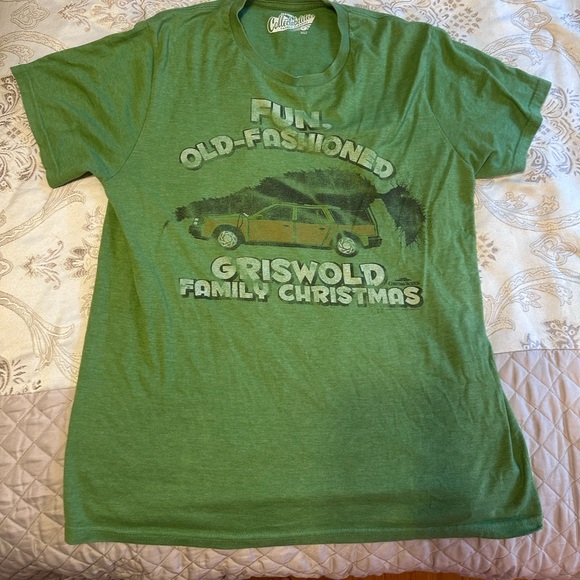 FUN,
OLD-FASHIONED
GRISWOLD
FAMILY CHRISTMAS